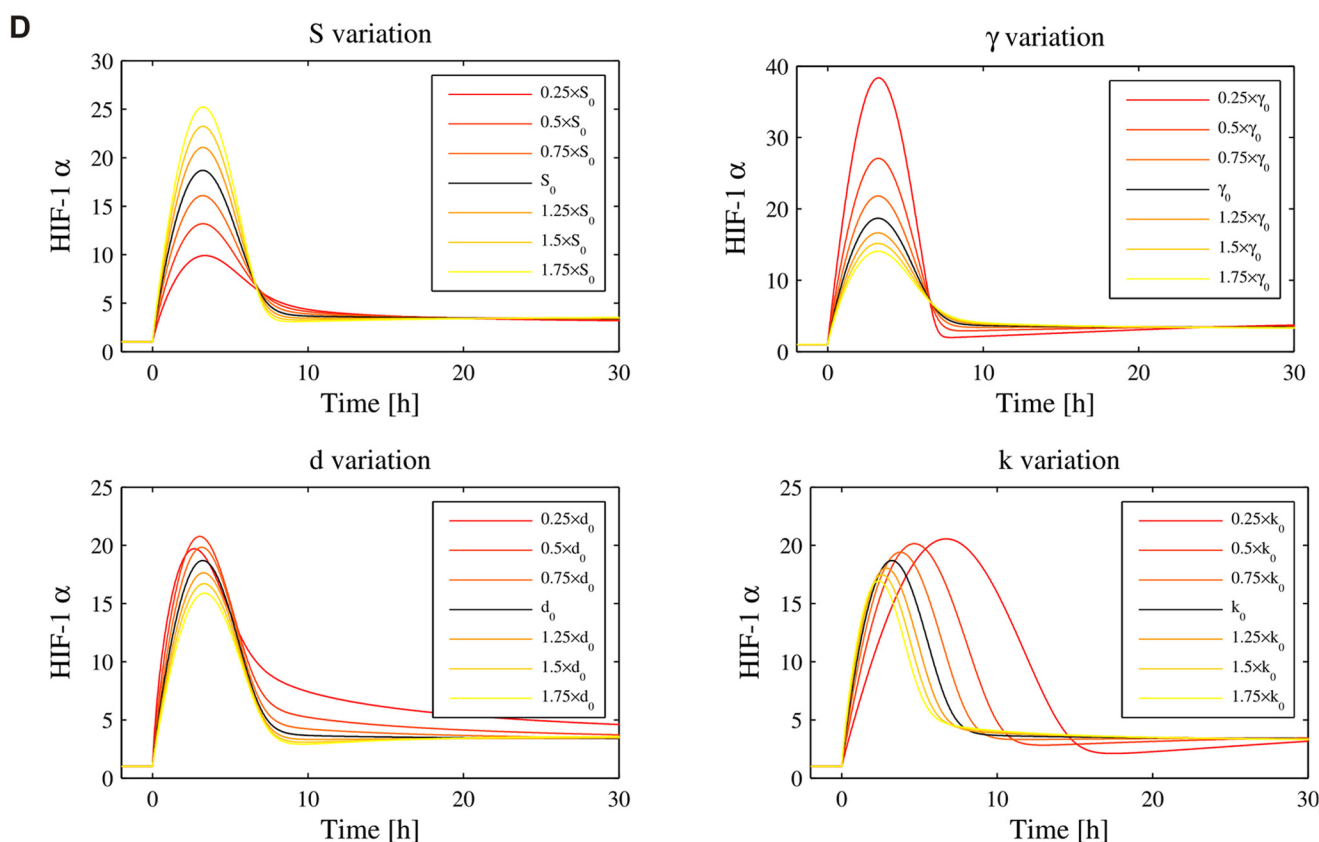 D
S variation
HIF-1 α
30
25
20
15
10
5
0
0.25×S₀
0.5×S₀
0.75×S₀
S₀
1.25×S₀
1.5×S₀
1.75×S₀
0 10 20 30
Time [h]
γ variation
HIF-1 α
40
30
20
10
0
0.25×γ₀
0.5×γ₀
0.75×γ₀
γ₀
1.25×γ₀
1.5×γ₀
1.75×γ₀
0 10 20 30
Time [h]
d variation
HIF-1 α
25
20
15
10
5
0
0.25×d₀
0.5×d₀
0.75×d₀
d₀
1.25×d₀
1.5×d₀
1.75×d₀
0 10 20 30
Time [h]
k variation
HIF-1 α
25
20
15
10
5
0
0.25×k₀
0.5×k₀
0.75×k₀
k₀
1.25×k₀
1.5×k₀
1.75×k₀
0 10 20 30
Time [h]